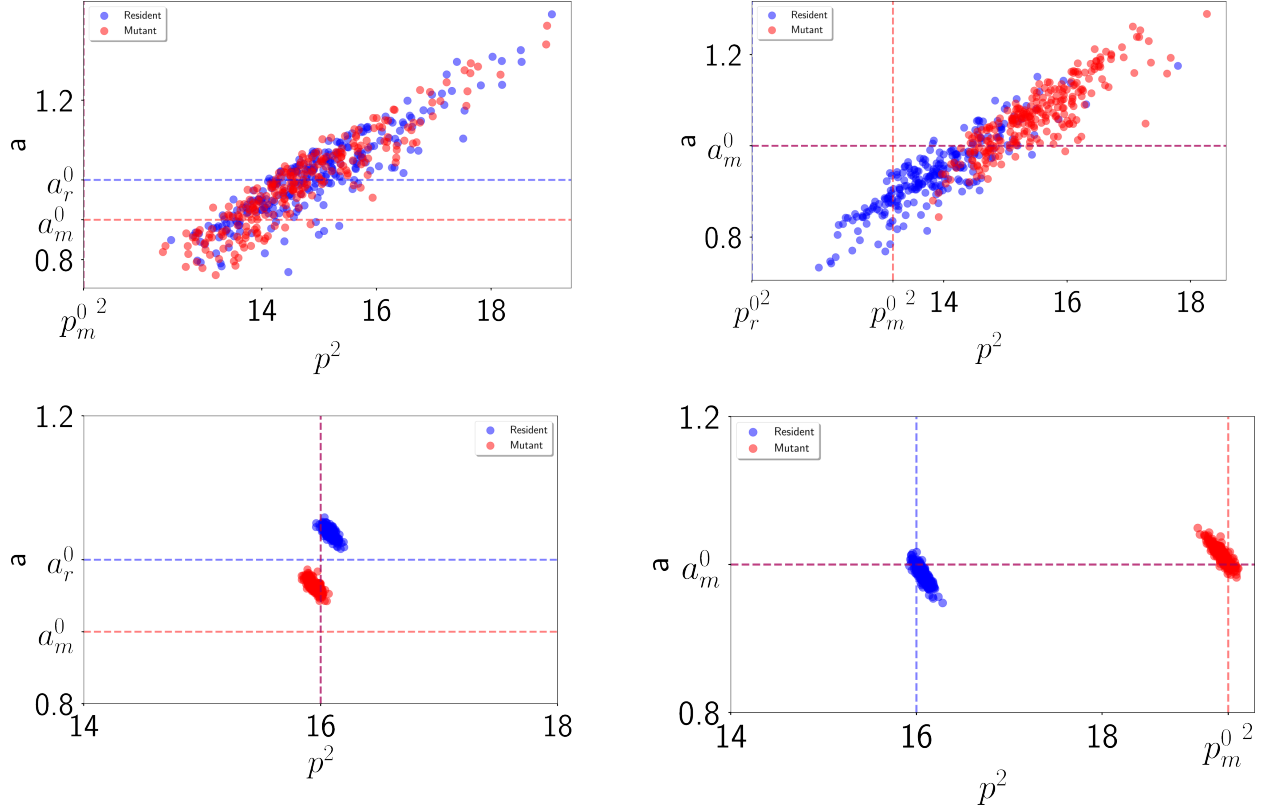 Resident
Mutant
a
1.2
a_r^0
a_m^0
0.8
p_m^{0 2}
14
16
18
p^2
Resident
Mutant
a
1.2
a_m^0
0.8
p_r^{0 2}
p_m^{0 2}
14
16
18
p^2
Resident
Mutant
a
1.2
a_r^0
a_m^0
0.8
14
16
18
p^2
Resident
Mutant
a
1.2
a_m^0
0.8
14
16
18
p_m^{0 2}
p^2